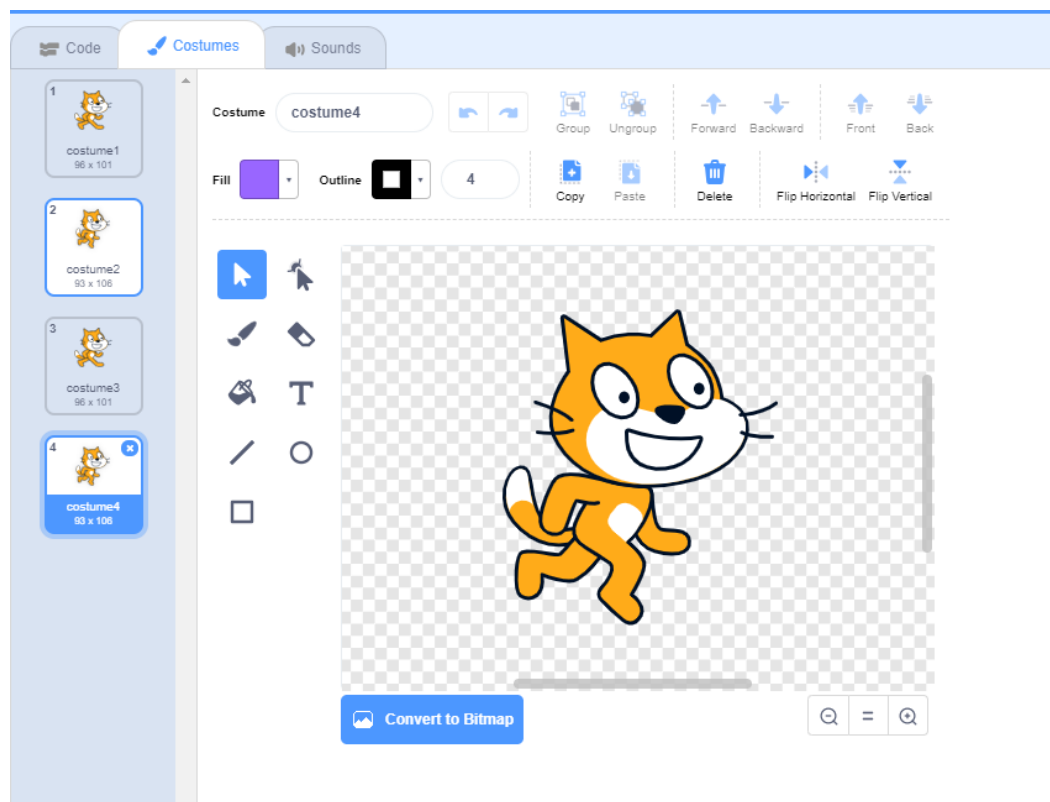 Code
Costumes
Sounds
1
costume1
96 x 101
2
costume2
93 x 106
3
costume3
96 x 101
4
costume4
93 x 106
Costume
costume4
Group
Ungroup
Forward
Backward
Front
Back
Fill
Outline
4
Copy
Paste
Delete
Flip Horizontal
Flip Vertical
T
Convert to Bitmap